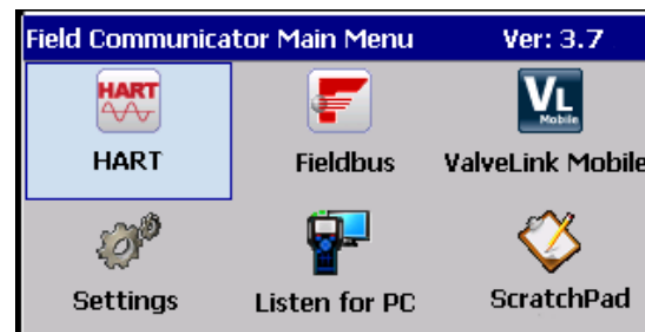 Field Communicator Main Menu Ver: 3.7
HART
VL
Mobile
HART Fieldbus ValveLink Mobile
Settings Listen for PC ScratchPad